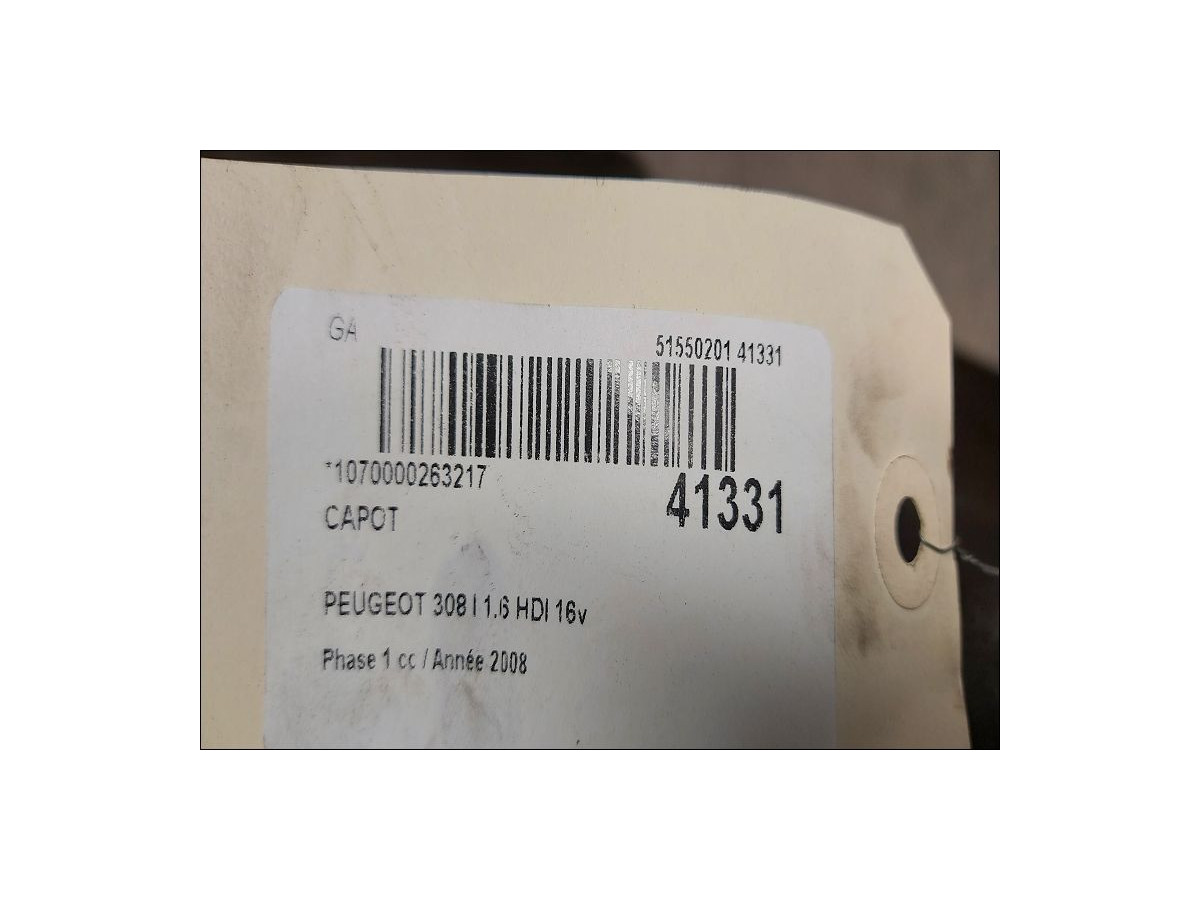 GA
51550201 41331
*1070000263217
41331
CAPOT
PEUGEOT 308 I 1.6 HDI 16v
Phase 1 cc / Année 2008